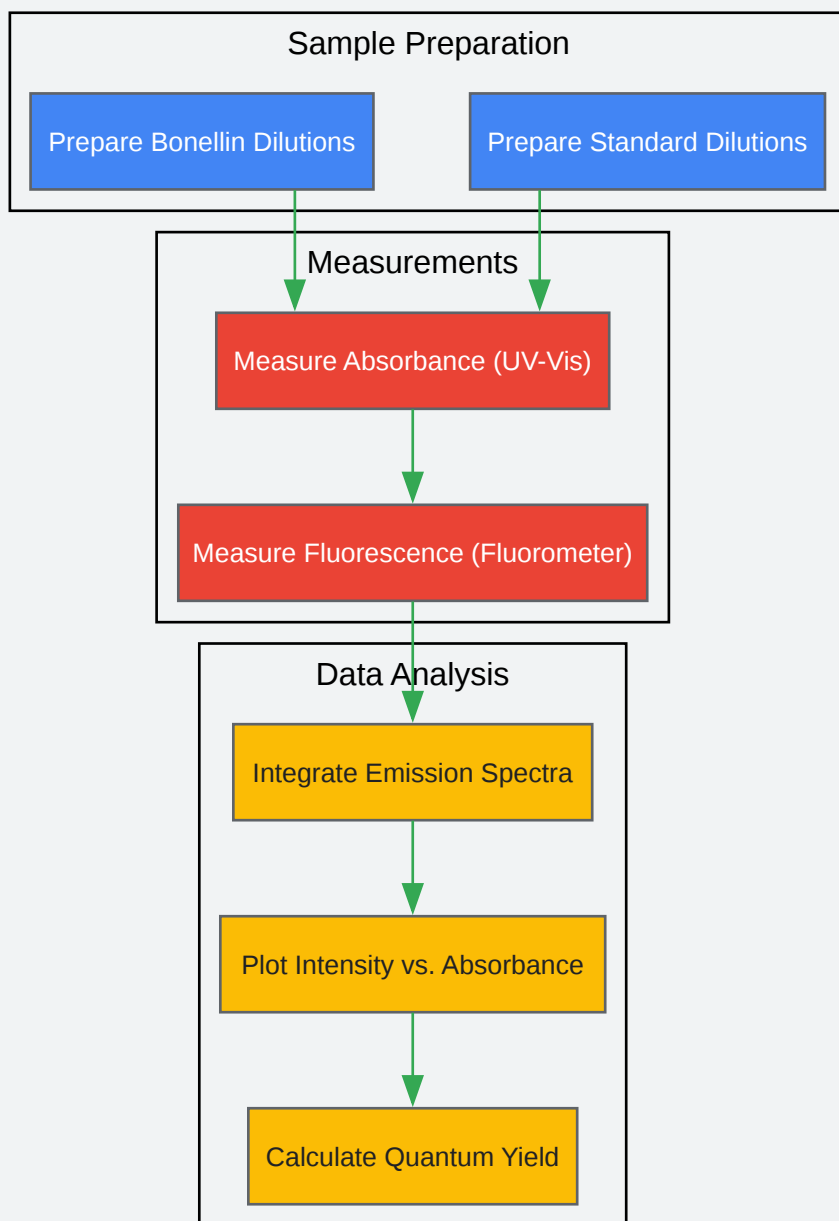 Sample Preparation
Prepare Bonellin Dilutions
Prepare Standard Dilutions
Measurements
Measure Absorbance (UV-Vis)
Measure Fluorescence (Fluorometer)
Data Analysis
Integrate Emission Spectra
Plot Intensity vs. Absorbance
Calculate Quantum Yield